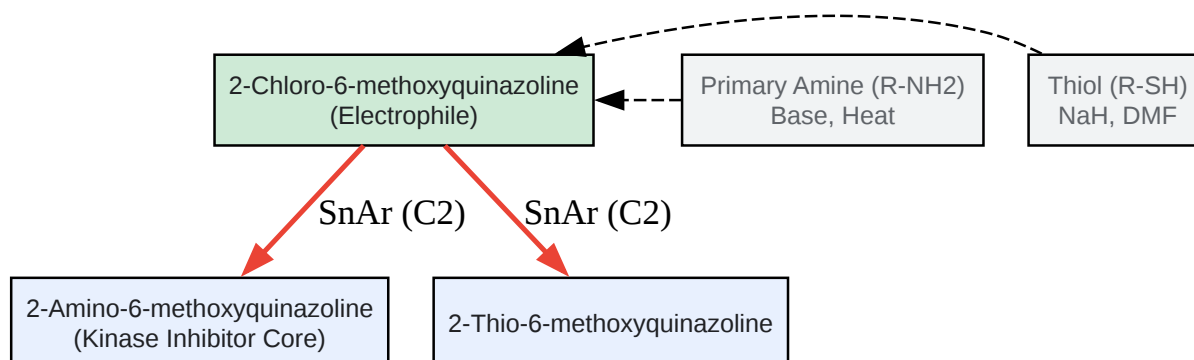 2-Chloro-6-methoxyquinazoline
(Electrophile)
Primary Amine (R-NH2)
Base, Heat
Thiol (R-SH)
NaH, DMF
SnAr (C2)
SnAr (C2)
2-Amino-6-methoxyquinazoline
(Kinase Inhibitor Core)
2-Thio-6-methoxyquinazoline